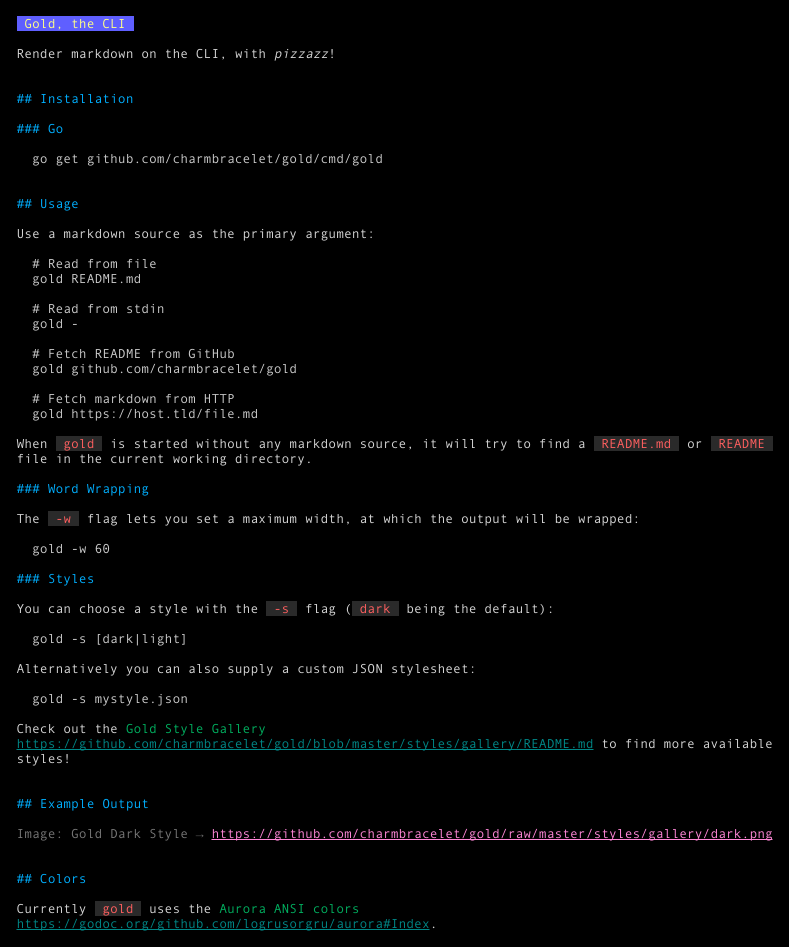 Gold, the CLI
Render markdown on the CLI, with pizzazz!
## Installation
### Go
go get github.com/charmbracelet/gold/cmd/gold
## Usage
Use a markdown source as the primary argument:
# Read from file
gold README.md
# Read from stdin
gold -
# Fetch README from GitHub
gold github.com/charmbracelet/gold
# Fetch markdown from HTTP
gold https://host.tld/file.md
When gold is started without any markdown source, it will try to find a README.md or README
file in the current working directory.
### Word Wrapping
The -w flag lets you set a maximum width, at which the output will be wrapped:
gold -w 60
### Styles
You can choose a style with the -s flag ( dark being the default):
gold -s [dark|light]
Alternatively you can also supply a custom JSON stylesheet:
gold -s mystyle.json
Check out the Gold Style Gallery
https://github.com/charmbracelet/gold/blob/master/styles/gallery/README.md to find more available
styles!
## Example Output
Image: Gold Dark Style → https://github.com/charmbracelet/gold/raw/master/styles/gallery/dark.png
## Colors
Currently gold uses the Aurora ANSI colors
https://godoc.org/github.com/logrusorgru/aurora#Index.